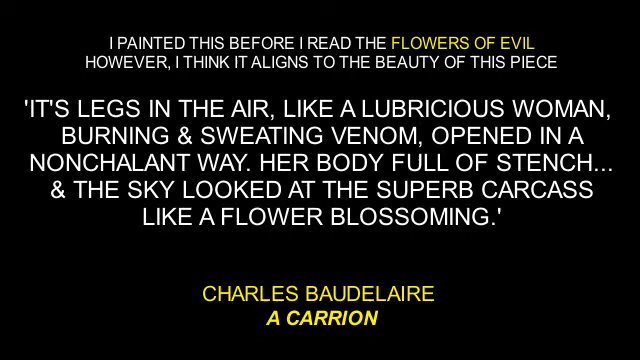 I PAINTED THIS BEFORE I READ THE FLOWERS OF EVIL
HOWEVER, I THINK IT ALIGNS TO THE BEAUTY OF THIS PIECE
'IT'S LEGS IN THE AIR, LIKE A LUBRICIOUS WOMAN,
BURNING & SWEATING VENOM, OPENED IN A
NONCHALANT WAY. HER BODY FULL OF STENCH...
& THE SKY LOOKED AT THE SUPERB CARCASS
LIKE A FLOWER BLOSSOMING.'
CHARLES BAUDELAIRE
A CARRION